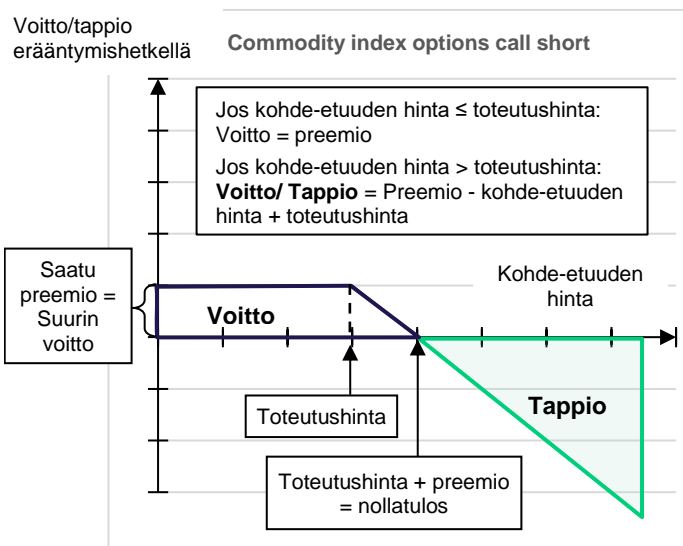 Voitto/tappio
erääntymishetkellä
Commodity index options call short
Jos kohde-etuuden hinta ≤ toteutushinta:
Voitto = preemio
Jos kohde-etuuden hinta > toteutushinta:
Voitto/ Tappio = Preemio - kohde-etuuden
hinta + toteutushinta
Saatu
preemio =
Suurin
voitto
Kohde-etuuden
hinta
Voitto
Toteutushinta
Tappio
Toteutushinta + preemio
= nollatulos